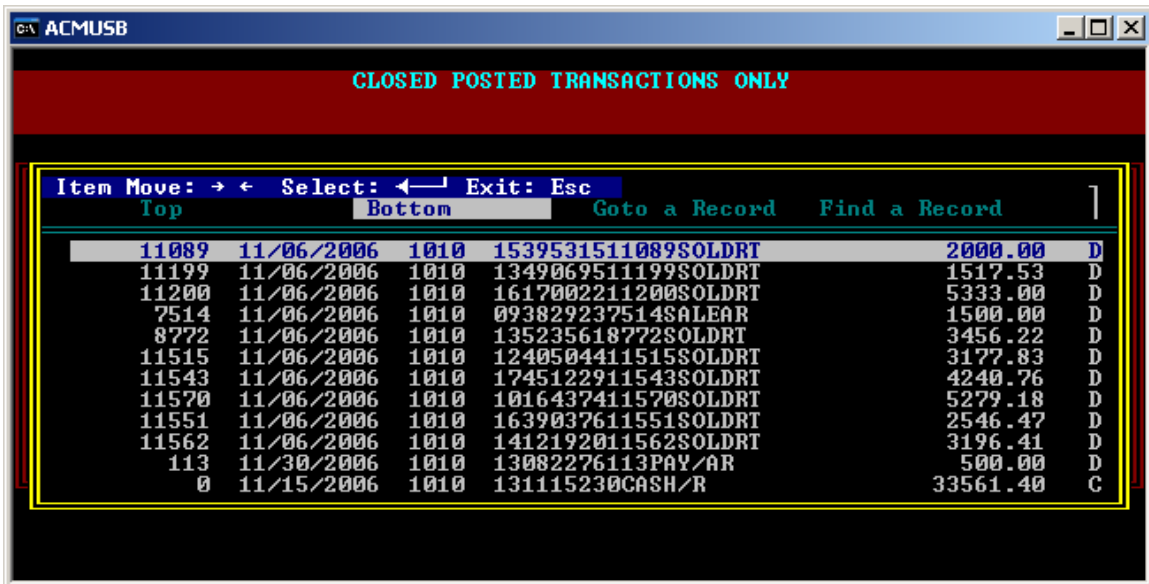 C:\ ACMUSB
CLOSED POSTED TRANSACTIONS ONLY
Item Move: → ← Select: ◄─┘ Exit: Esc
Top Bottom Goto a Record Find a Record
11089 11/06/2006 1010 1539531511089SOLDRT 2000.00 D
11199 11/06/2006 1010 1349069511199SOLDRT 1517.53 D
11200 11/06/2006 1010 1617002211200SOLDRT 5333.00 D
7514 11/06/2006 1010 093829237514SALEAR 1500.00 D
8772 11/06/2006 1010 135235618772SOLDRT 3456.22 D
11515 11/06/2006 1010 1240504411515SOLDRT 3177.83 D
11543 11/06/2006 1010 1745122911543SOLDRT 4240.76 D
11570 11/06/2006 1010 1016437411570SOLDRT 5279.18 D
11551 11/06/2006 1010 1639037611551SOLDRT 2546.47 D
11562 11/06/2006 1010 1412192011562SOLDRT 3196.41 D
113 11/30/2006 1010 13082276113PAY/AR 500.00 D
0 11/15/2006 1010 131115230CASH/R 33561.40 C